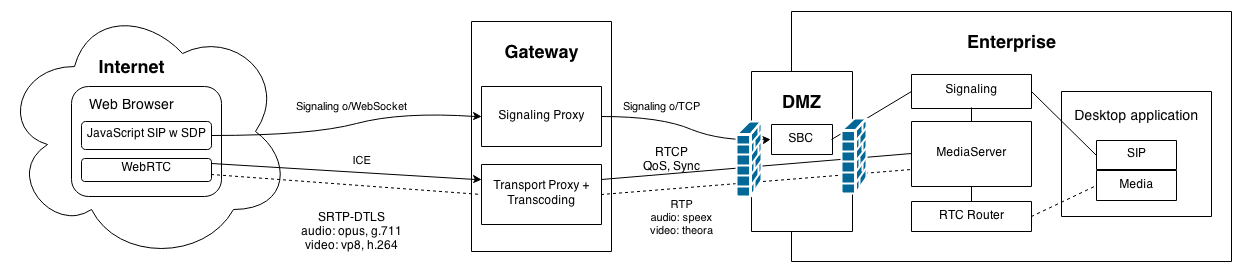 Internet
Web Browser
JavaScript SIP w SDP
WebRTC
Signaling o/WebSocket
ICE
SRTP-DTLS
audio: opus, g.711
video: vp8, h.264
Gateway
Signaling Proxy
Transport Proxy +
Transcoding
Signaling o/TCP
RTCP
QoS, Sync
RTP
audio: speex
video: theora
DMZ
SBC
Enterprise
Signaling
MediaServer
RTC Router
Desktop application
SIP
Media